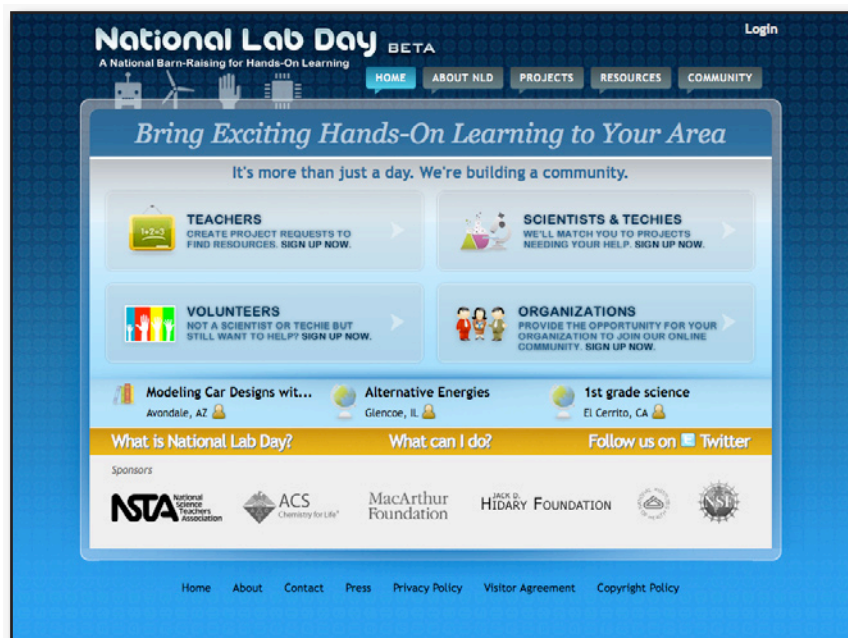 Login
National Lab Day BETA
A National Barn-Raising for Hands-On Learning
HOME ABOUT NLD PROJECTS RESOURCES COMMUNITY
Bring Exciting Hands-On Learning to Your Area
It's more than just a day. We're building a community.
TEACHERS
CREATE PROJECT REQUESTS TO
FIND RESOURCES. SIGN UP NOW.
1+2=3
SCIENTISTS & TECHIES
WE'LL MATCH YOU TO PROJECTS
NEEDING YOUR HELP. SIGN UP NOW.
VOLUNTEERS
NOT A SCIENTIST OR TECHIE BUT
STILL WANT TO HELP? SIGN UP NOW.
ORGANIZATIONS
PROVIDE THE OPPORTUNITY FOR YOUR
ORGANIZATION TO JOIN OUR ONLINE
COMMUNITY. SIGN UP NOW.
Modeling Car Designs wit...
Avondale, AZ
Alternative Energies
Glencoe, IL
1st grade science
El Cerrito, CA
What is National Lab Day? What can I do? Follow us on Twitter
Sponsors
NSTA National
Science
Teachers
Association
ACS
Chemistry for Life®
MacArthur
Foundation
JACK D.
HIDARY FOUNDATION
NSF
Home About Contact Press Privacy Policy Visitor Agreement Copyright Policy